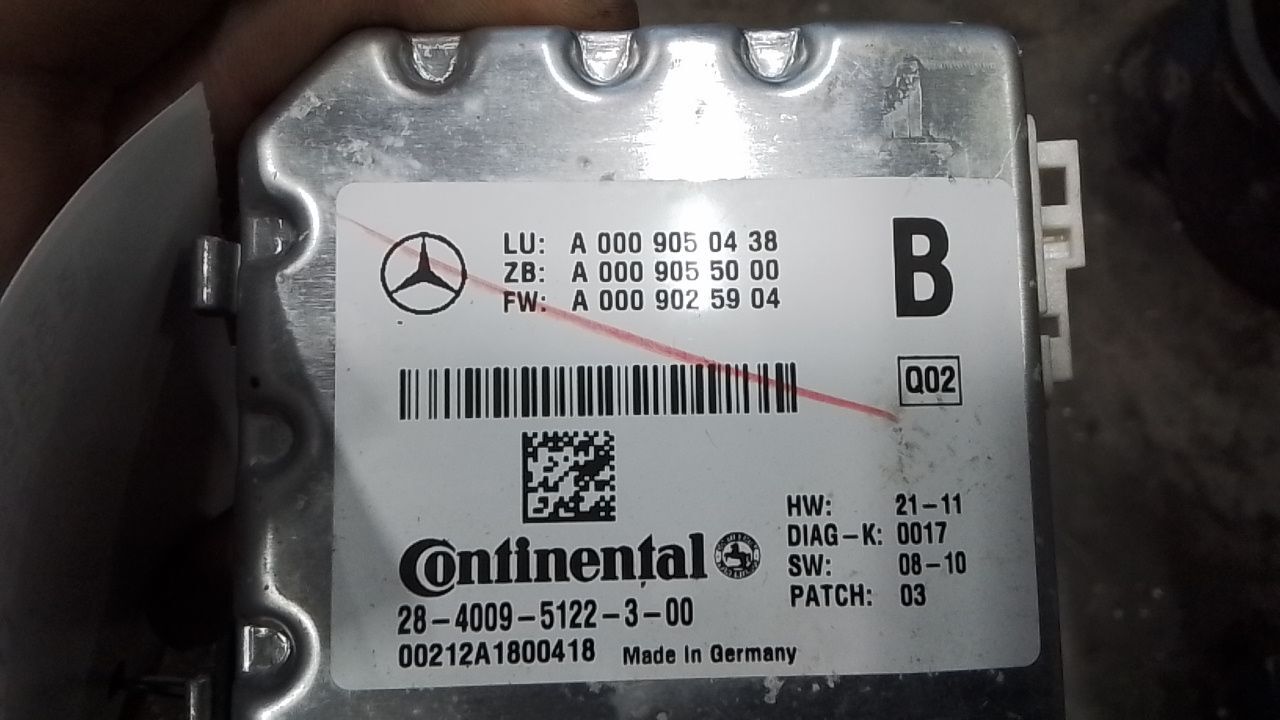 LU: A 000 905 04 38
ZB: A 000 905 50 00
FW: A 000 902 59 04
B
Q02
HW: 21-11
DIAG-K: 0017
SW: 08-10
PATCH: 03
Continental
28-4009-5122-3-00
00212A1800418 Made in Germany